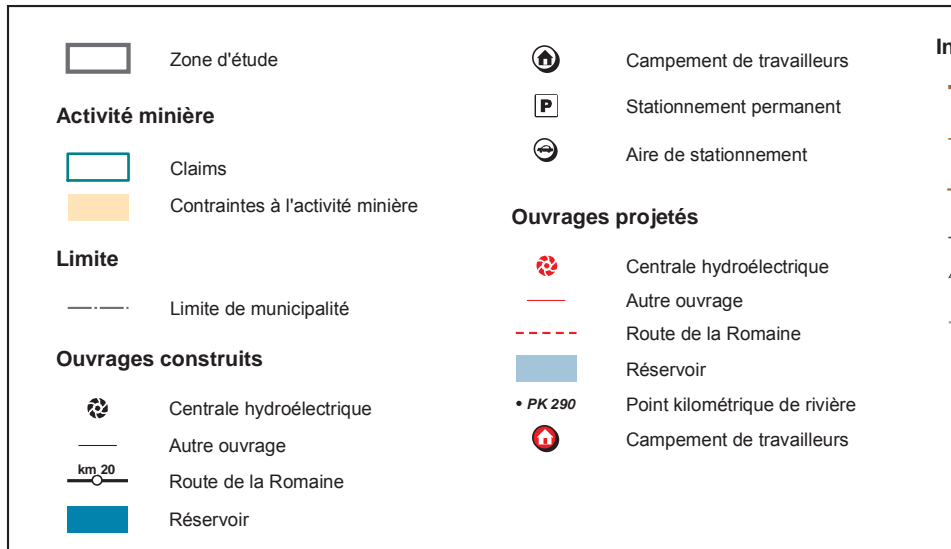 Zone d'étude
Activité minière
Claims
Contraintes à l'activité minière
Limite
Limite de municipalité
Ouvrages construits
Centrale hydroélectrique
Autre ouvrage
km 20
Route de la Romaine
Réservoir
Campement de travailleurs
P
Stationnement permanent
Aire de stationnement
Ouvrages projetés
Centrale hydroélectrique
Autre ouvrage
Route de la Romaine
Réservoir
• PK 290 Point kilométrique de rivière
Campement de travailleurs
In